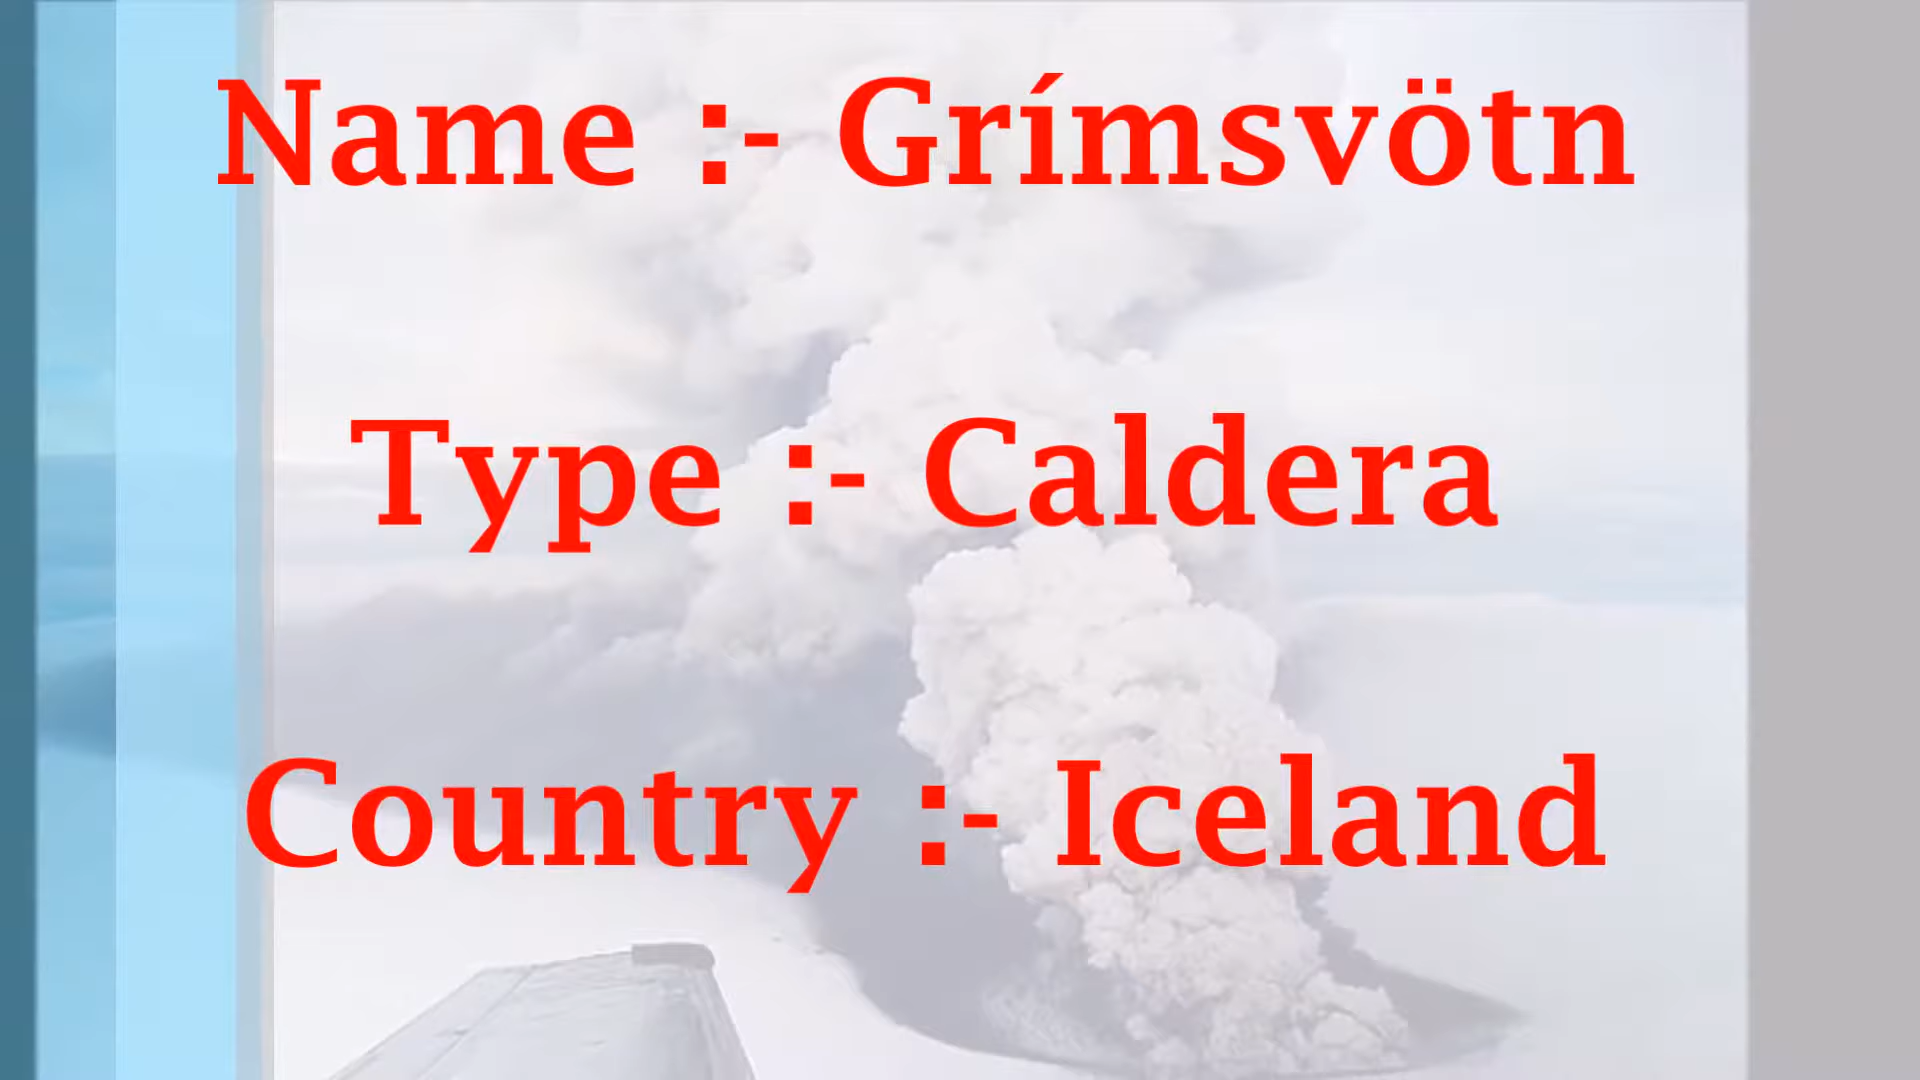 Name :- Grímsvötn
Type :- Caldera
Country :- Iceland